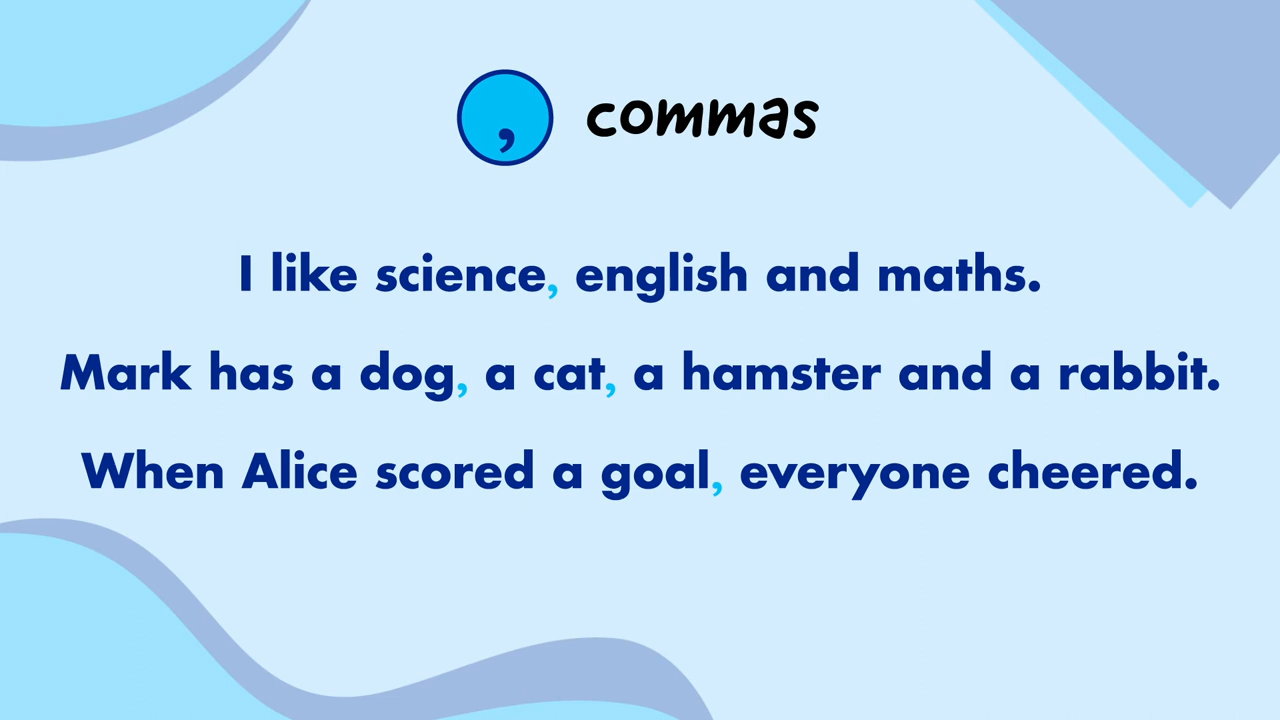 , commas
I like science, english and maths.
Mark has a dog, a cat, a hamster and a rabbit.
When Alice scored a goal, everyone cheered.